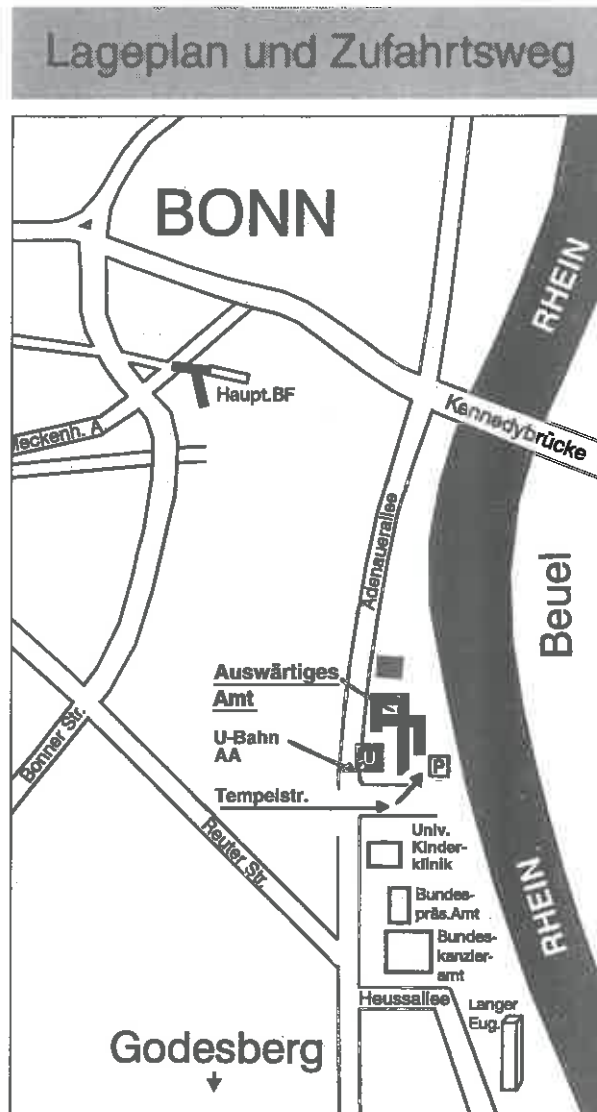 Lageplan und Zufahrtsweg
BONN
RHEIN
Haupt.BF
Kennedybrücke
Meckenh. A.
Adenauerallee
Beuel
Auswärtiges
Amt
U-Bahn
AA
U
P
Tempelstr.
Bonner Str.
Reuter Str.
Univ.
Kinder-
klinik
Bundes-
präs.Amt
Bundes-
kanzler-
amt
RHEIN
Heussallee
Langer
Eug.
Godesberg